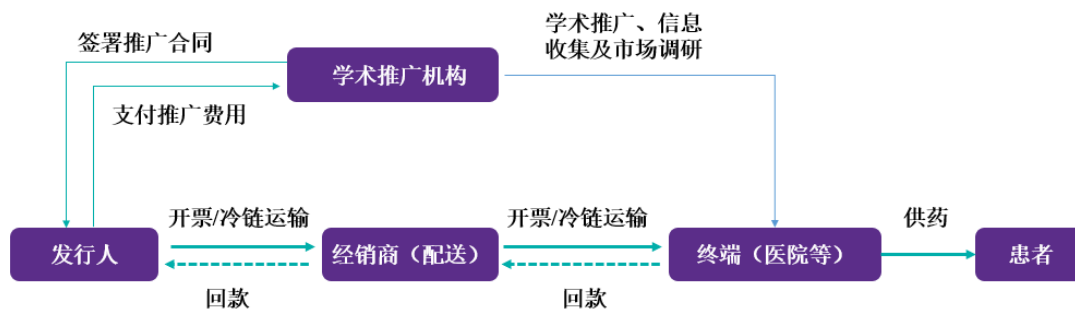 签署推广合同
学术推广机构
学术推广、信息
收集及市场调研
支付推广费用
开票/冷链运输
开票/冷链运输
供药
发行人
经销商（配送）
终端（医院等）
患者
回款
回款